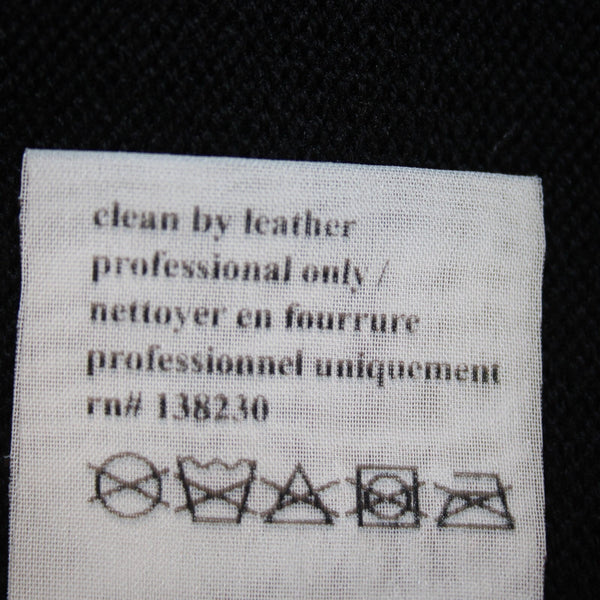 clean by leather
professional only /
nettoyer en fourrure
professionnel uniquement
rn# 138230